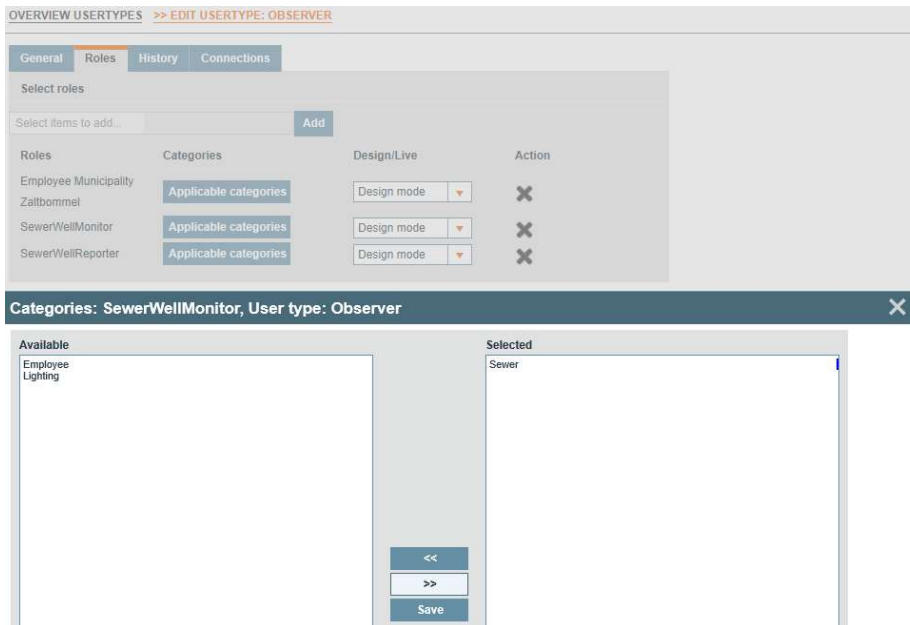 OVERVIEW USERTYPES >> EDIT USERTYPE: OBSERVER
General Roles History Connections
Select roles
Select items to add... Add
Roles Categories Design/Live Action
Employee Municipality
Zaltbommel Applicable categories Design mode
SewerWellMonitor Applicable categories Design mode
SewerWellReporter Applicable categories Design mode
Categories: SewerWellMonitor, User type: Observer
Available Selected
Employee Sewer
Lighting
<<
>>
Save